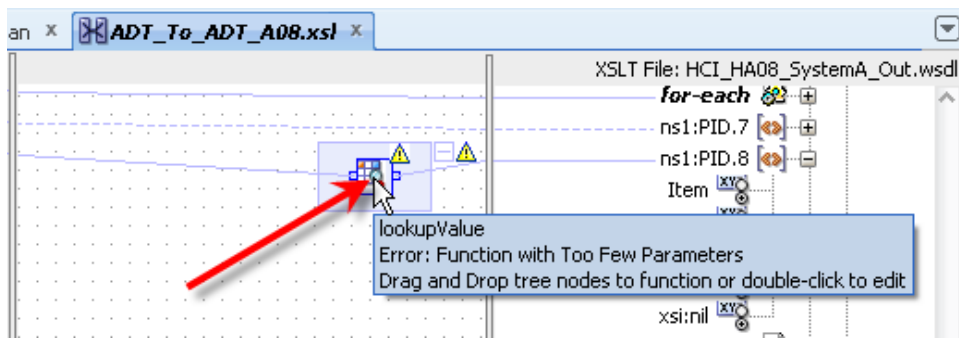 an x ADT_To_ADT_A08.xsl x
XSLT File: HCI_HA08_SystemA_Out.wsdl
for-each
ns1:PID.7
ns1:PID.8
Item
lookupValue
Error: Function with Too Few Parameters
Drag and Drop tree nodes to function or double-click to edit
xsi:nil